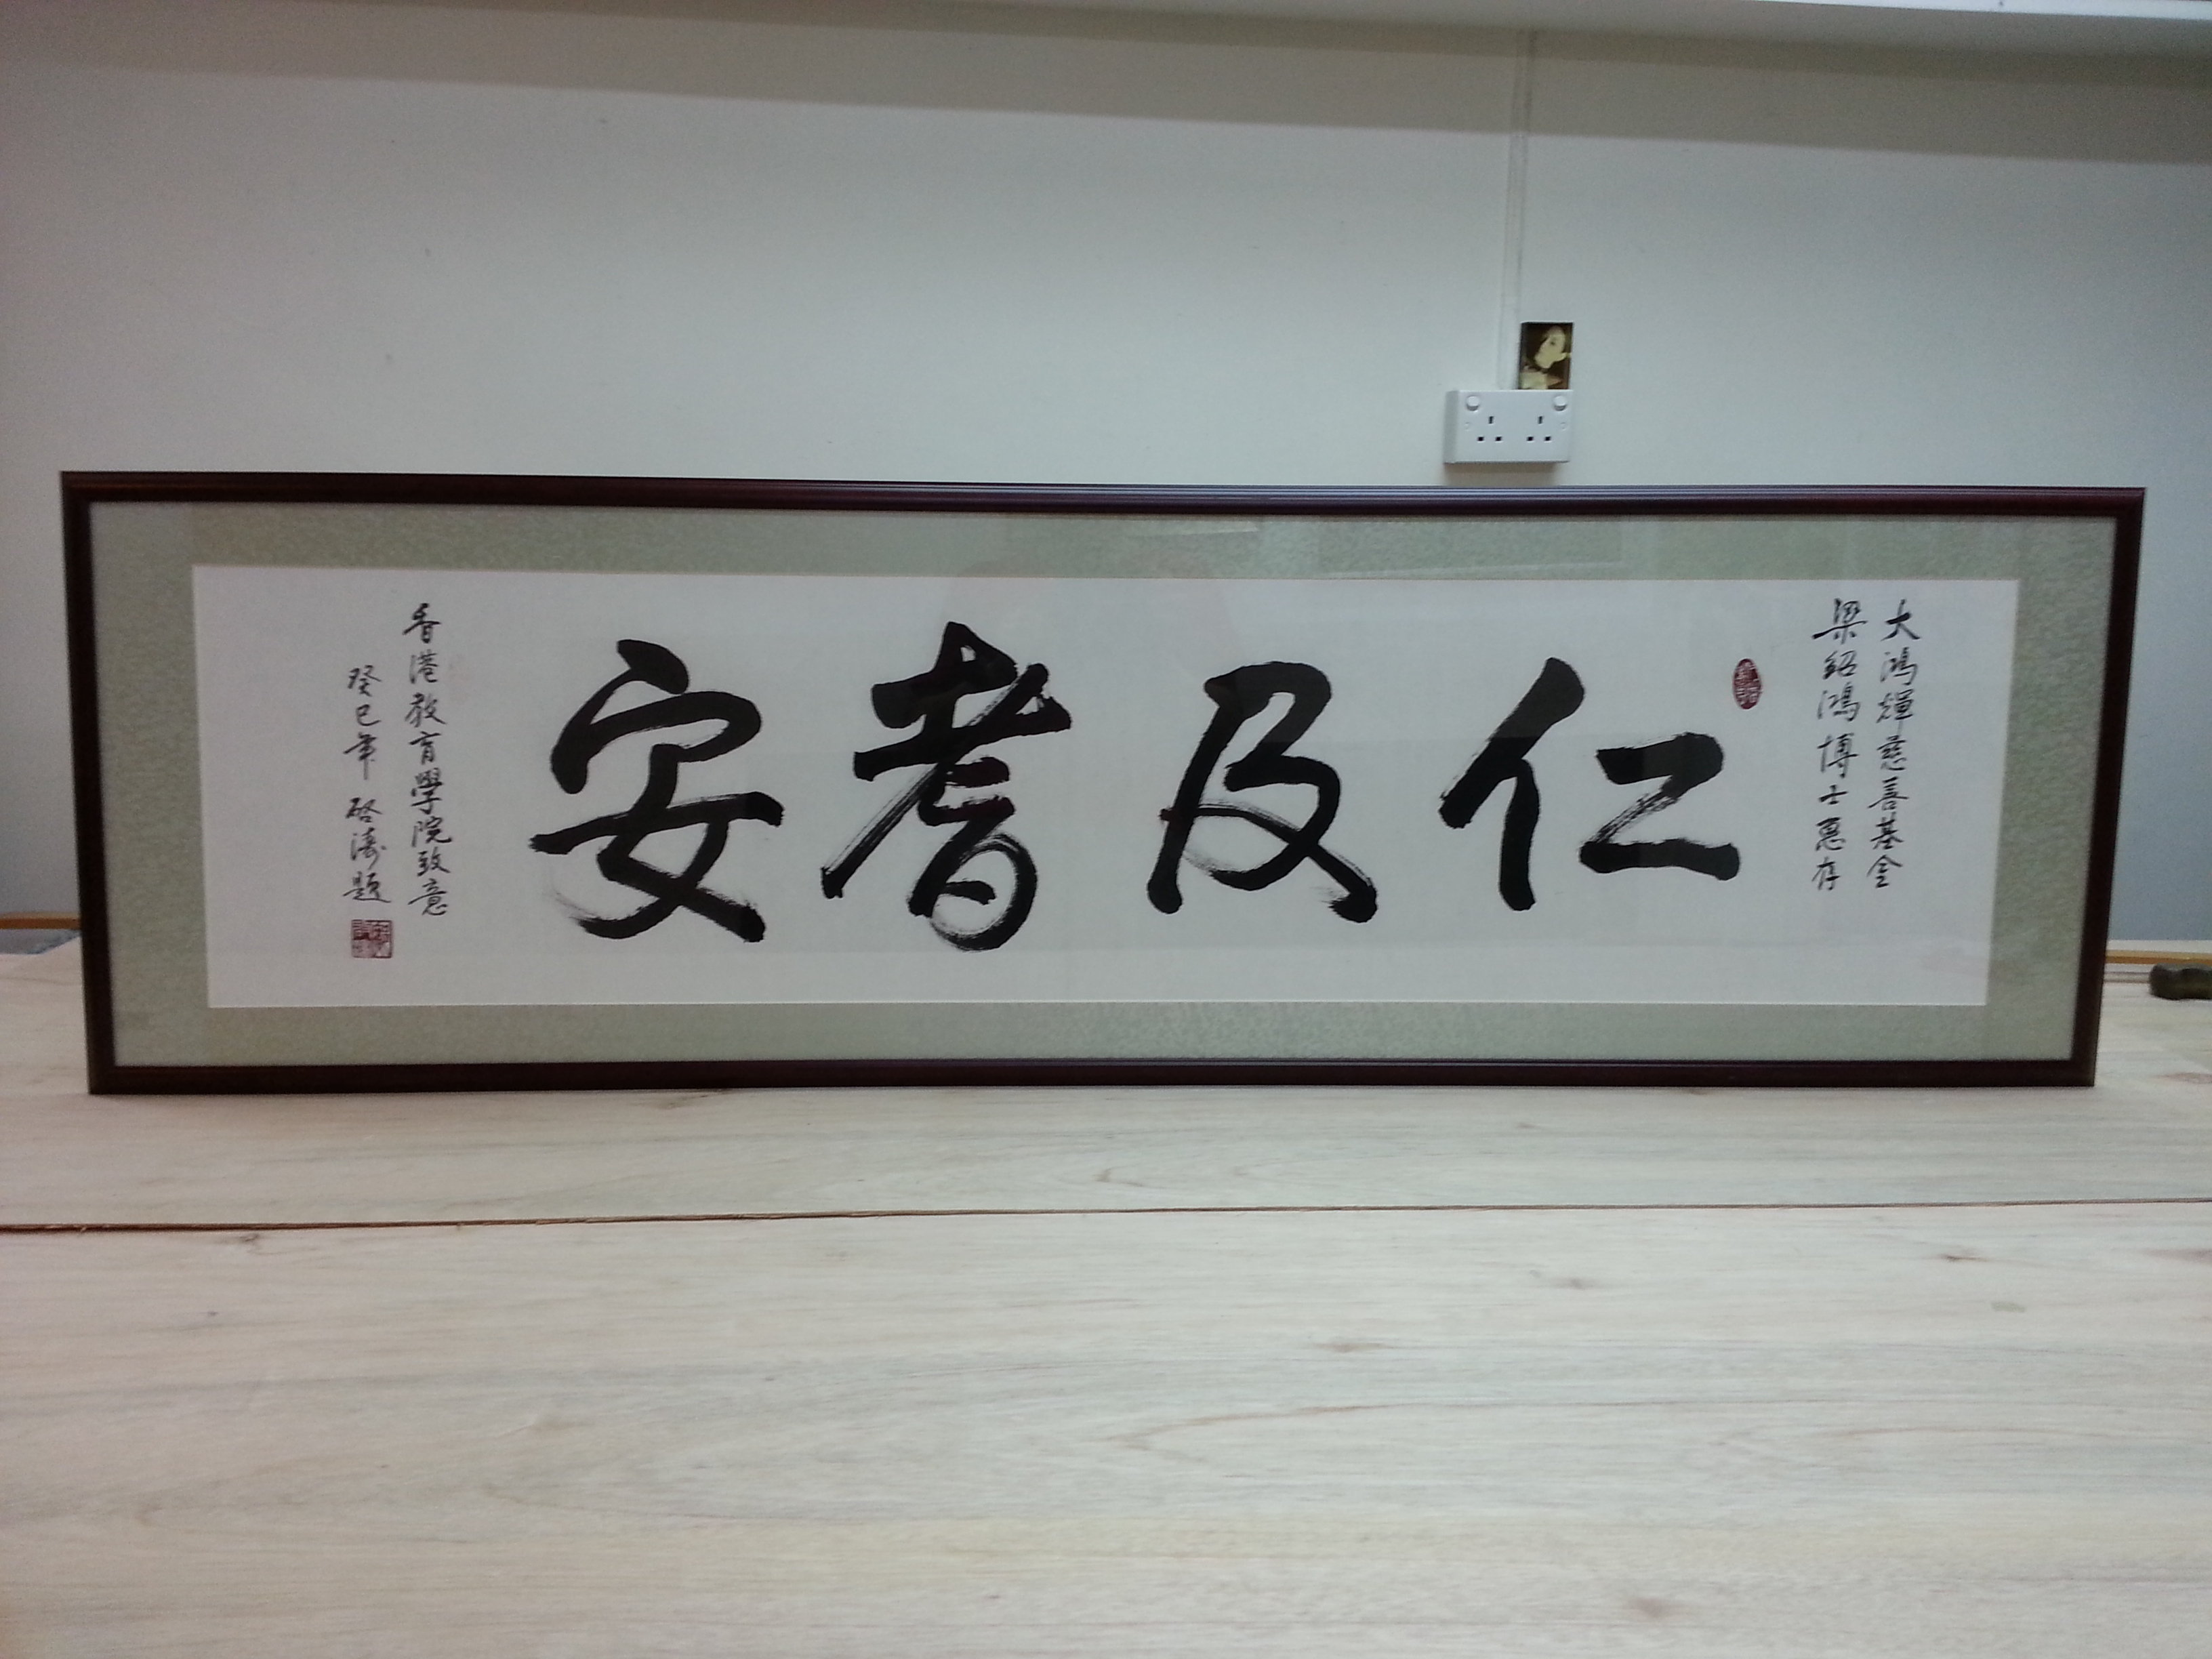 大鴻輝慈善基金
梁紹鴻博士惠存
仁及耆安
香港教育學院致意
癸巳年 啓濤題